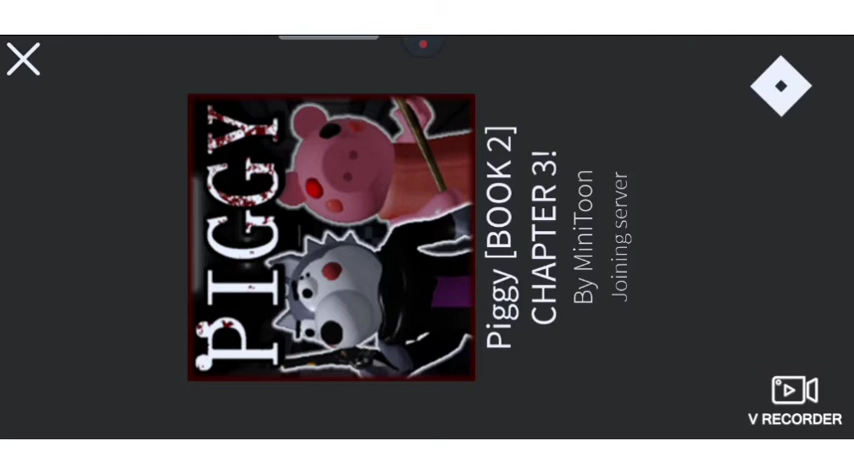 PIGGY
Piggy [BOOK 2]
CHAPTER 3!
By MiniToon
Joining server
V RECORDER